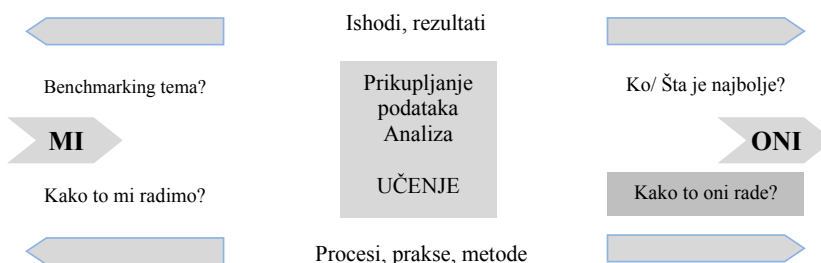 Ishodi, rezultati
Benchmarking tema?
Prikupljanje
podataka
Analiza
Ko/ Šta je najbolje?
MI
ONI
UČENJE
Kako to mi radimo?
Kako to oni rade?
Procesi, prakse, metode